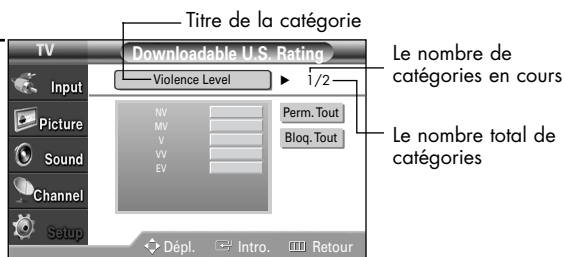 Titre de la catégorie
TV
Downloadable U.S. Rating
Le nombre de
catégories en cours
Input
Violence Level
1/2
Picture
NV
MV
V
VV
EV
Perm. Tout
Bloq. Tout
Le nombre total de
catégories
Sound
Channel
Setup
Dépl.
Intro.
Retour